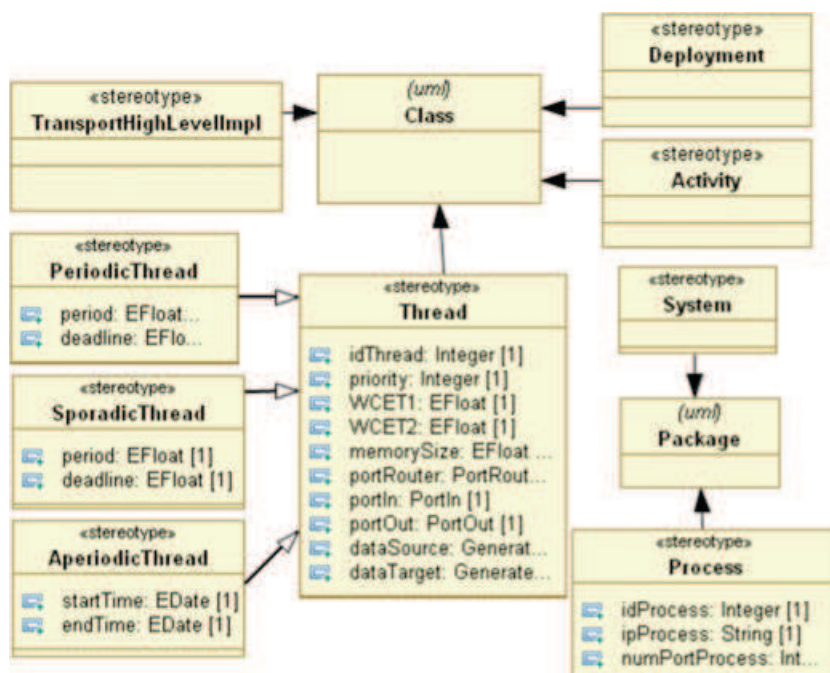 «stereotype»
TransportHighLevelImpl
(uml)
Class
«stereotype»
Deployment
«stereotype»
Activity
«stereotype»
PeriodicThread
period: EFloat...
deadline: EFlo...
«stereotype»
SporadicThread
period: EFloat [1]
deadline: EFloat [1]
«stereotype»
AperiodicThread
startTime: EDate [1]
endTime: EDate [1]
«stereotype»
Thread
idThread: Integer [1]
priority: Integer [1]
WCET1: EFloat [1]
WCET2: EFloat [1]
memorySize: EFloat ...
portRouter: PortRout...
portIn: PortIn [1]
portOut: PortOut [1]
dataSource: Generat...
dataTarget: Generate...
«stereotype»
System
(uml)
Package
«stereotype»
Process
idProcess: Integer [1]
ipProcess: String [1]
numPortProcess: Int...